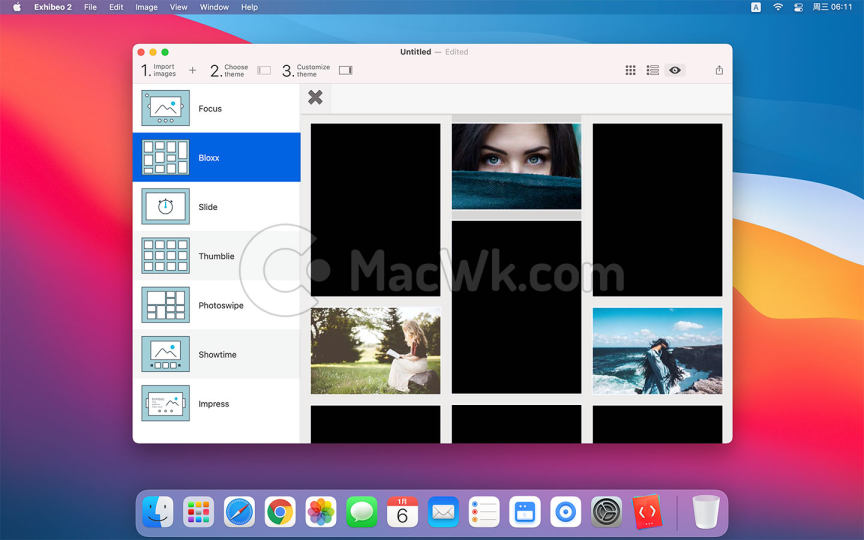 Exhibeo 2 File Edit Image View Window Help A 周三 06:11
Untitled — Edited
1. Import images + 2. Choose theme 3. Customize theme
Focus
Bloxx
Slide
Thumblie
Photoswipe
Showtime
Impress
MacWk.com
1月
6